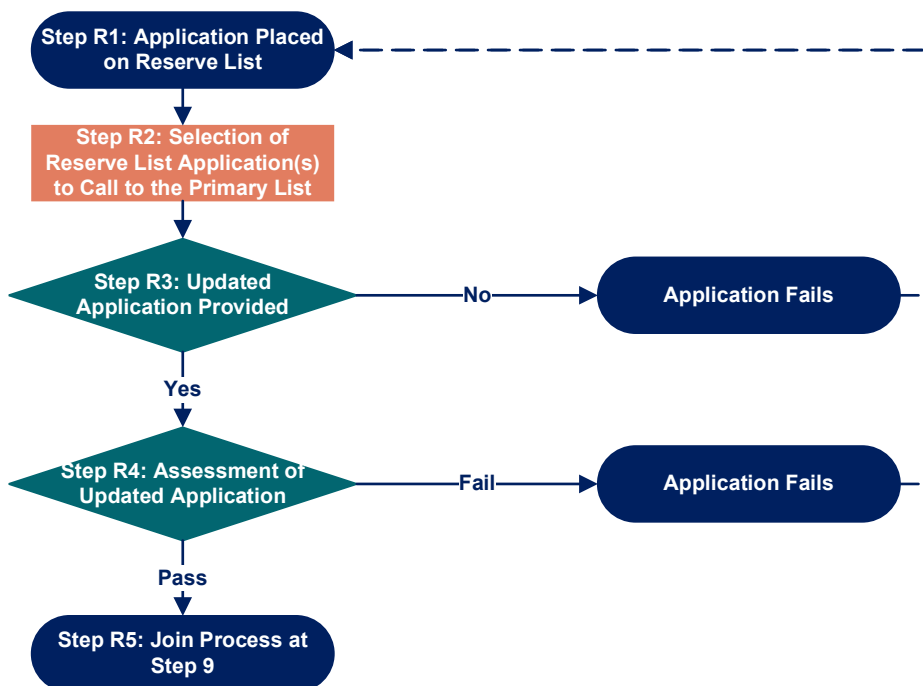 Step R1: Application Placed
on Reserve List
Step R2: Selection of
Reserve List Application(s)
to Call to the Primary List
Step R3: Updated
Application Provided
No
Application Fails
Yes
Step R4: Assessment of
Updated Application
Fail
Application Fails
Pass
Step R5: Join Process at
Step 9